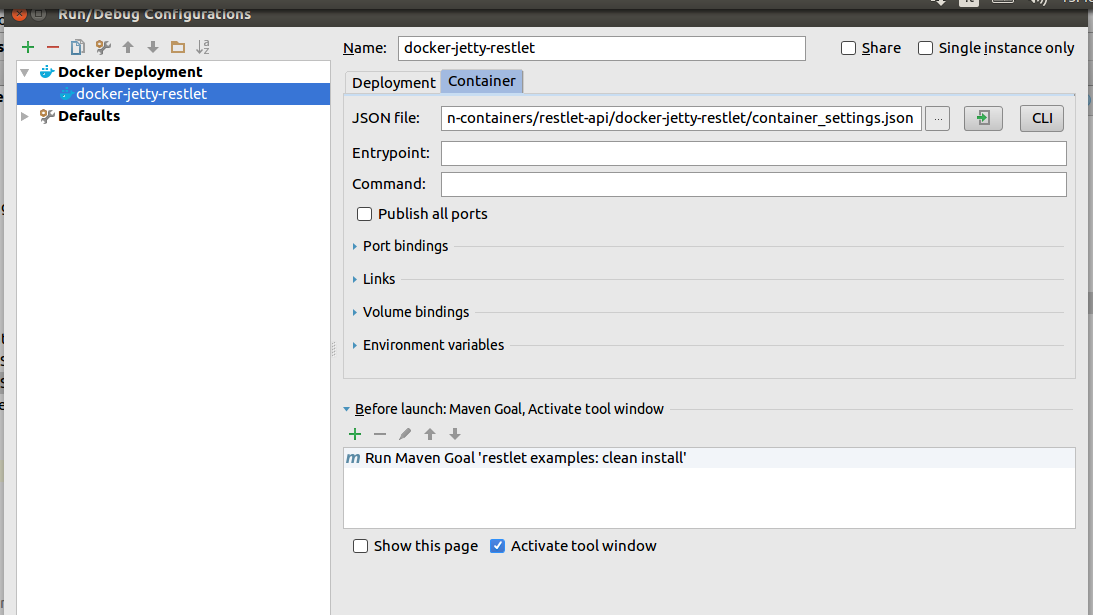 Run/Debug Configurations
Name: docker-jetty-restlet Share Single instance only
Docker Deployment
docker-jetty-restlet
Defaults
Deployment Container
JSON file: n-containers/restlet-api/docker-jetty-restlet/container_settings.json ... CLI
Entrypoint:
Command:
Publish all ports
Port bindings
Links
Volume bindings
Environment variables
Before launch: Maven Goal, Activate tool window
m Run Maven Goal 'restlet examples: clean install'
Show this page Activate tool window